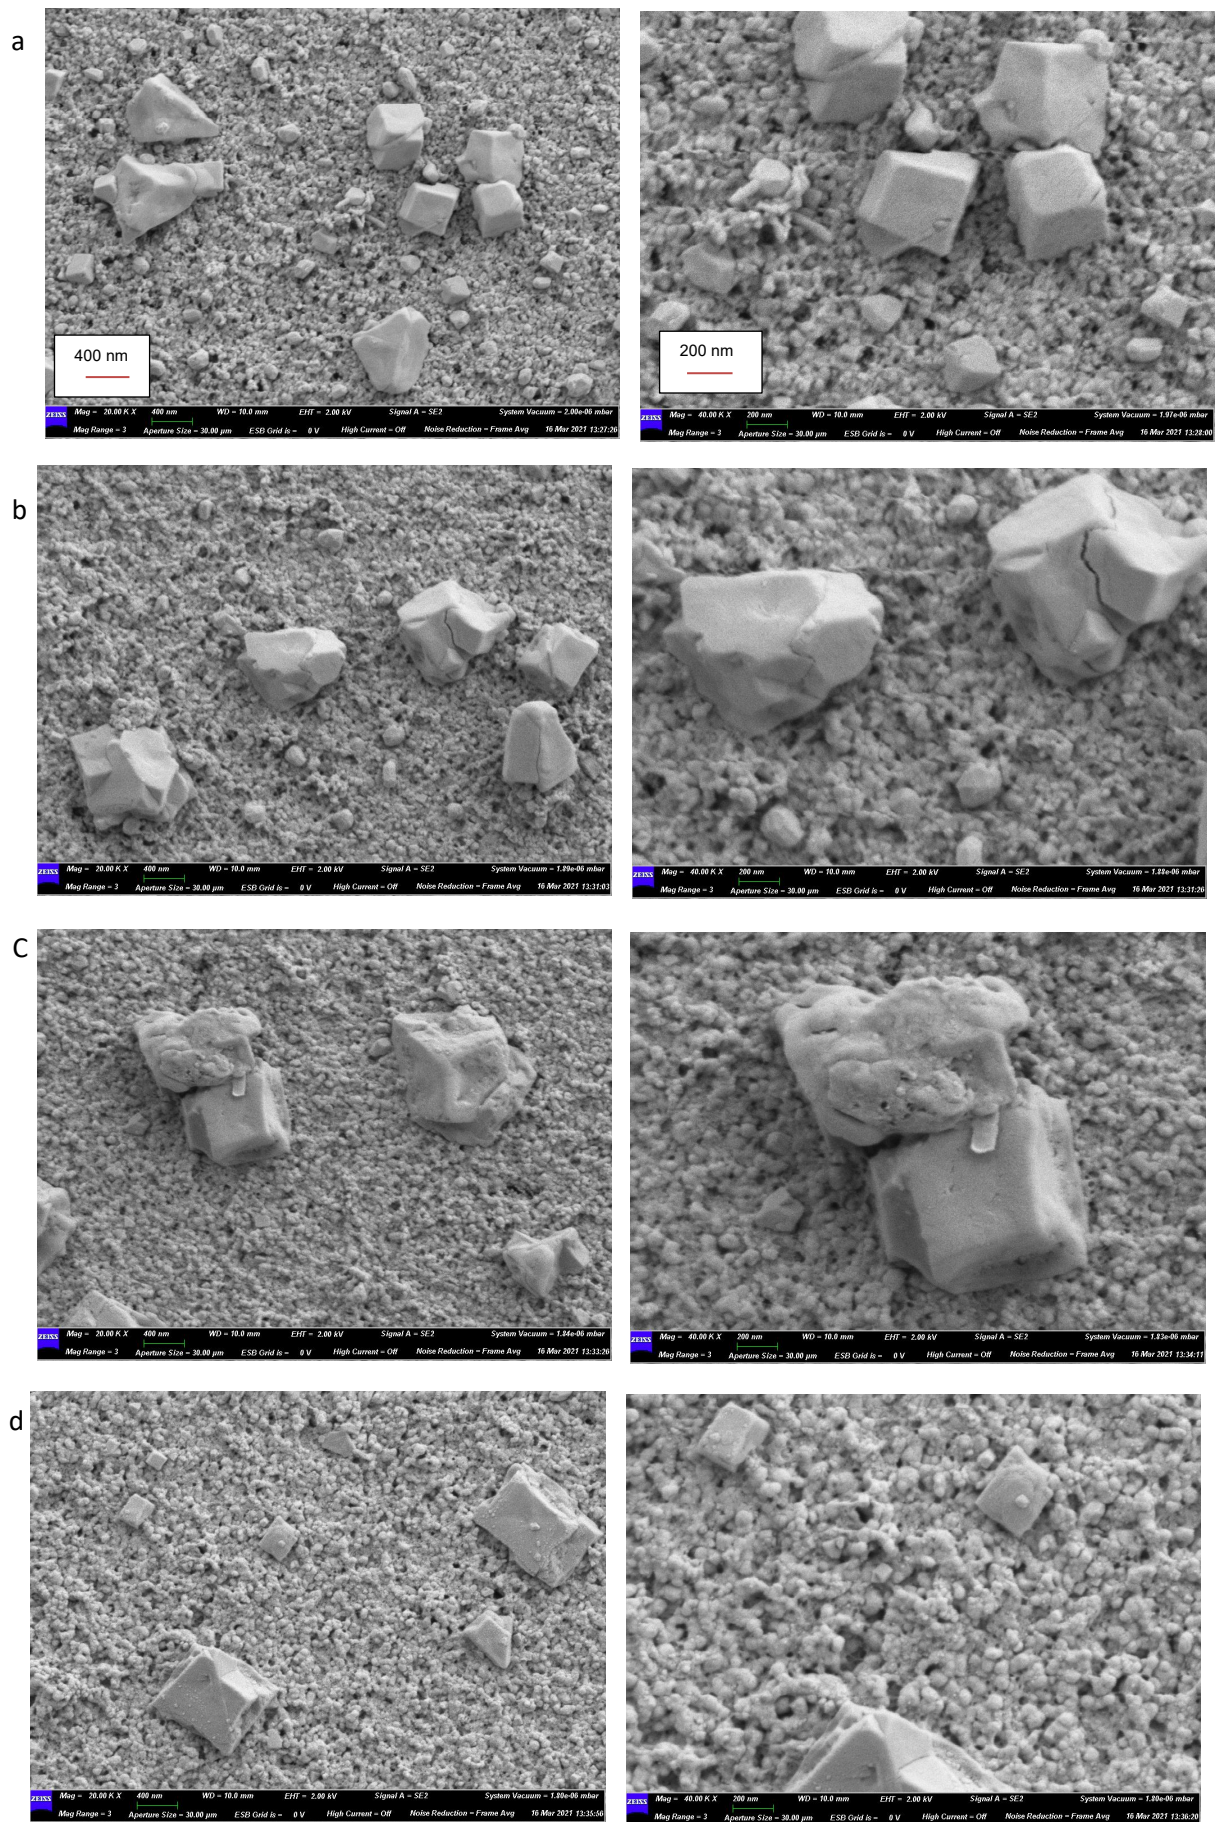 a
400 nm
ZEISS Mag = 20.00 K X 400 nm WD = 10.0 mm EHT = 2.00 kV Signal A = SE2 System Vacuum = 2.00e-06 mbar
Mag Range = 3 Aperture Size = 30.00 µm ESB Grid is = 0 V High Current = Off Noise Reduction = Frame Avg 16 Mar 2021 13:27:26
200 nm
ZEISS Mag = 40.00 K X 200 nm WD = 10.0 mm EHT = 2.00 kV Signal A = SE2 System Vacuum = 1.97e-06 mbar
Mag Range = 3 Aperture Size = 30.00 µm ESB Grid is = 0 V High Current = Off Noise Reduction = Frame Avg 16 Mar 2021 13:28:00
b
ZEISS Mag = 20.00 K X 400 nm WD = 10.0 mm EHT = 2.00 kV Signal A = SE2 System Vacuum = 1.89e-06 mbar
Mag Range = 3 Aperture Size = 30.00 µm ESB Grid is = 0 V High Current = Off Noise Reduction = Frame Avg 16 Mar 2021 13:31:03
ZEISS Mag = 40.00 K X 200 nm WD = 10.0 mm EHT = 2.00 kV Signal A = SE2 System Vacuum = 1.88e-06 mbar
Mag Range = 3 Aperture Size = 30.00 µm ESB Grid is = 0 V High Current = Off Noise Reduction = Frame Avg 16 Mar 2021 13:31:26
C
ZEISS Mag = 20.00 K X 400 nm WD = 10.0 mm EHT = 2.00 kV Signal A = SE2 System Vacuum = 1.84e-06 mbar
Mag Range = 3 Aperture Size = 30.00 µm ESB Grid is = 0 V High Current = Off Noise Reduction = Frame Avg 16 Mar 2021 13:33:26
ZEISS Mag = 40.00 K X 200 nm WD = 10.0 mm EHT = 2.00 kV Signal A = SE2 System Vacuum = 1.83e-06 mbar
Mag Range = 3 Aperture Size = 30.00 µm ESB Grid is = 0 V High Current = Off Noise Reduction = Frame Avg 16 Mar 2021 13:34:11
d
ZEISS Mag = 20.00 K X 400 nm WD = 10.0 mm EHT = 2.00 kV Signal A = SE2 System Vacuum = 1.80e-06 mbar
Mag Range = 3 Aperture Size = 30.00 µm ESB Grid is = 0 V High Current = Off Noise Reduction = Frame Avg 16 Mar 2021 13:35:56
ZEISS Mag = 40.00 K X 200 nm WD = 10.0 mm EHT = 2.00 kV Signal A = SE2 System Vacuum = 1.80e-06 mbar
Mag Range = 3 Aperture Size = 30.00 µm ESB Grid is = 0 V High Current = Off Noise Reduction = Frame Avg 16 Mar 2021 13:36:20